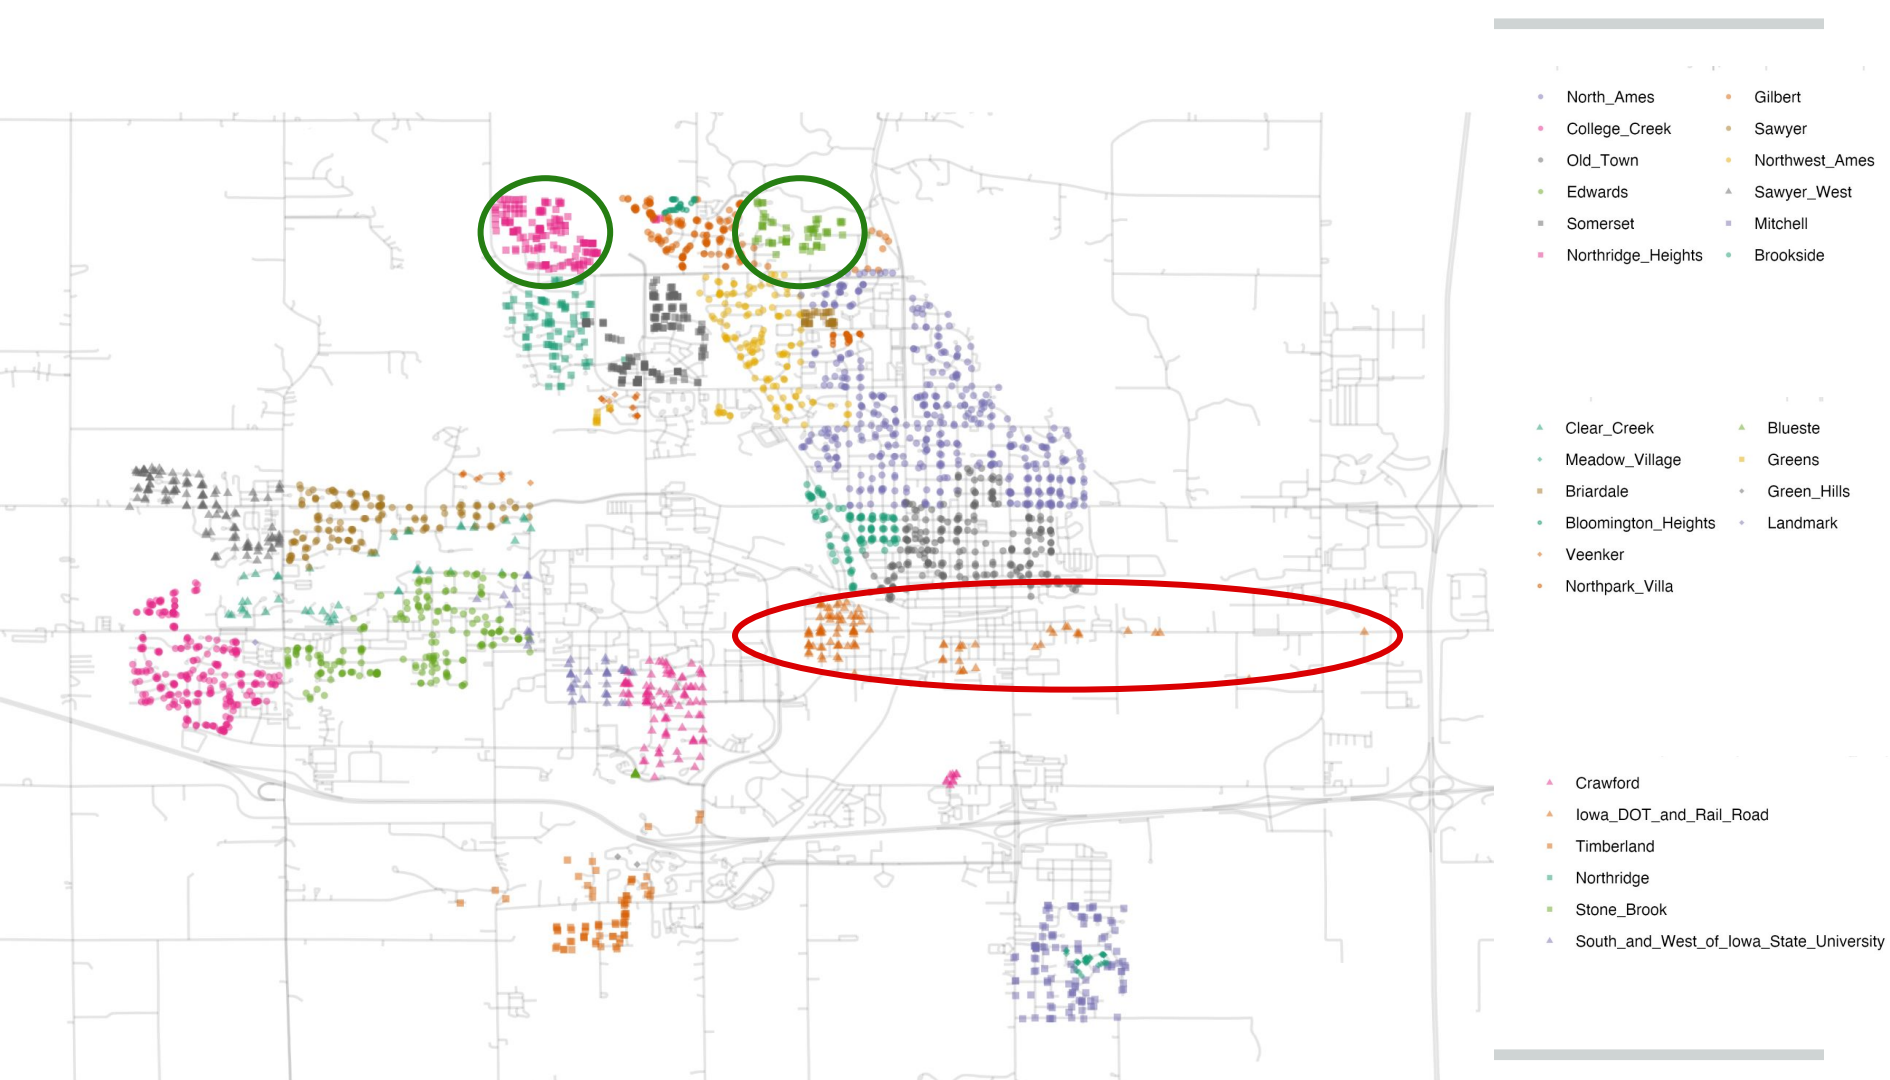 North_Ames Gilbert
College_Creek Sawyer
Old_Town Northwest_Ames
Edwards Sawyer_West
Somerset Mitchell
Northridge_Heights Brookside
Clear_Creek Blueste
Meadow_Village Greens
Briardale Green_Hills
Bloomington_Heights Landmark
Veenker
Northpark_Villa
Crawford
Iowa_DOT_and_Rail_Road
Timberland
Northridge
Stone_Brook
South_and_West_of_Iowa_State_University